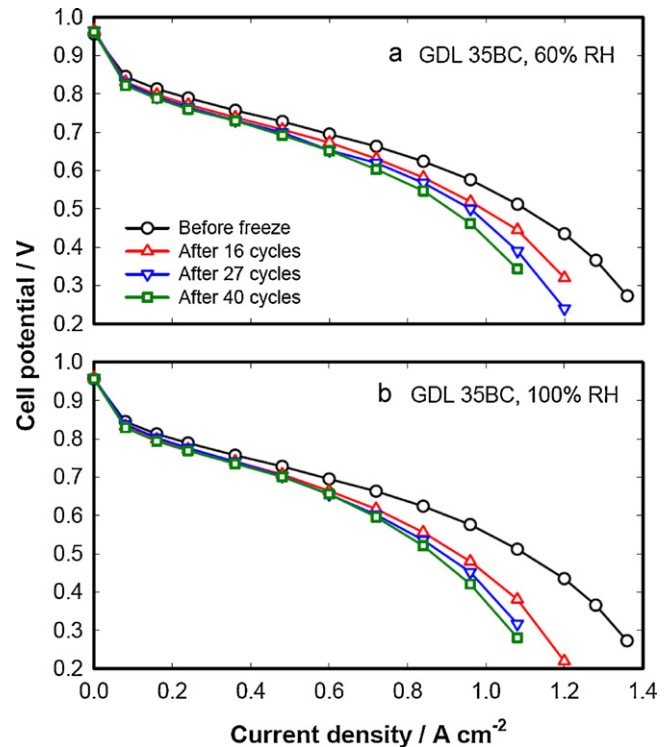 1.0
a GDL 35BC, 60% RH
0.9
0.8
0.7
0.6
0.5
0.4
0.3
0.2
Before freeze
After 16 cycles
After 27 cycles
After 40 cycles
Cell potential / V
1.0
b GDL 35BC, 100% RH
0.9
0.8
0.7
0.6
0.5
0.4
0.3
0.2
0.0 0.2 0.4 0.6 0.8 1.0 1.2 1.4
Current density / A cm⁻²